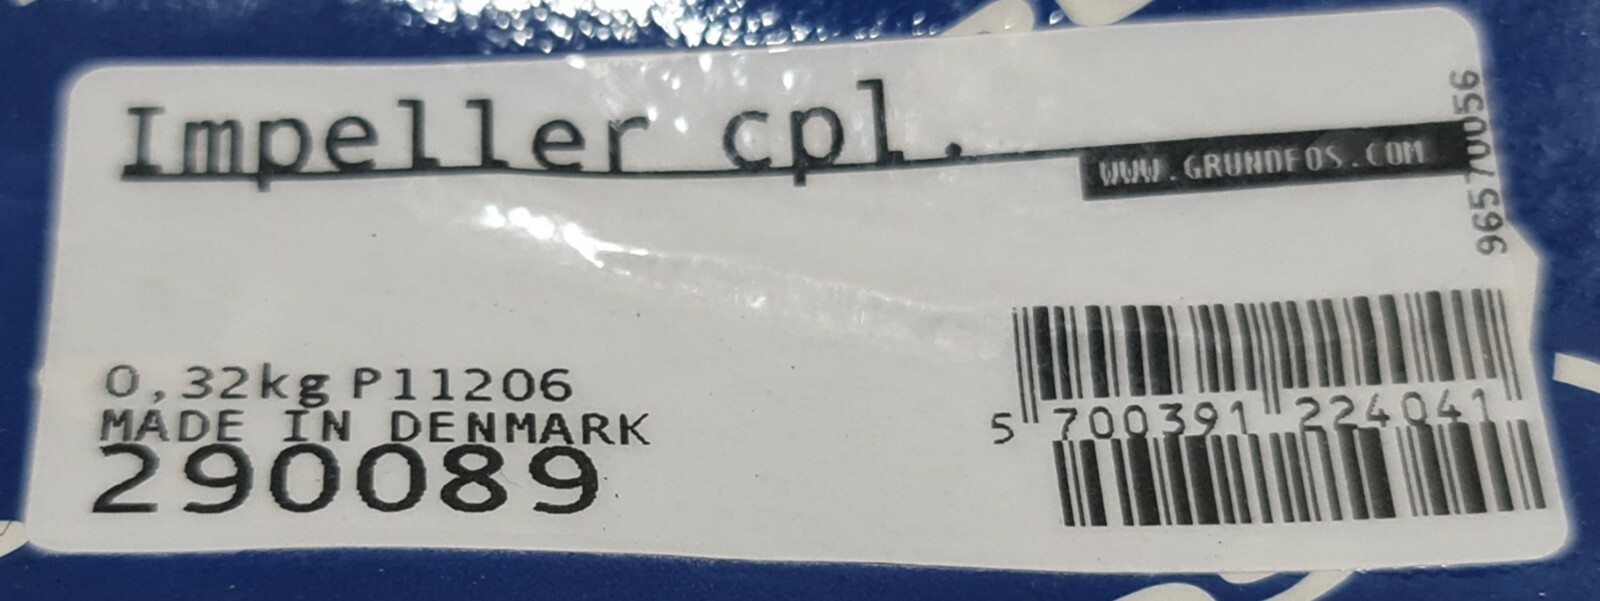 Impeller cpl.
WWW.GRUNDFOS.COM
96570056
0,32kg P11206
MADE IN DENMARK
290089
5 700391 224041